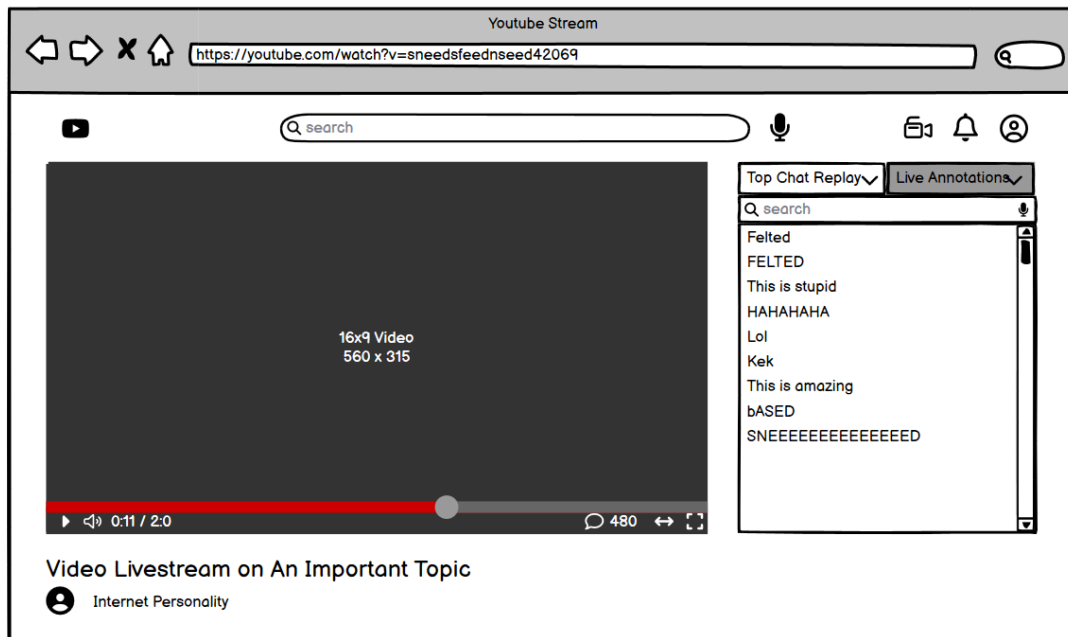 Youtube Stream
https://youtube.com/watch?v=sneedsfeednseed42069
search
Top Chat Replay
Live Annotations
search
Felted
FELTED
This is stupid
HAHAHAHA
Lol
Kek
This is amazing
bASED
SNEEEEEEEEEEEEEEED
16x9 Video
560 x 315
0:11 / 2:0
480
Video Livestream on An Important Topic
Internet Personality